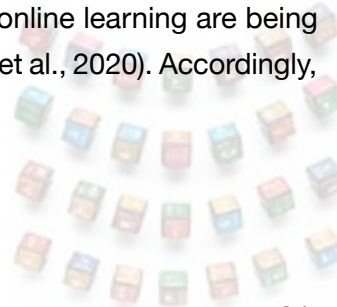 online learning are being
et al., 2020). Accordingly,